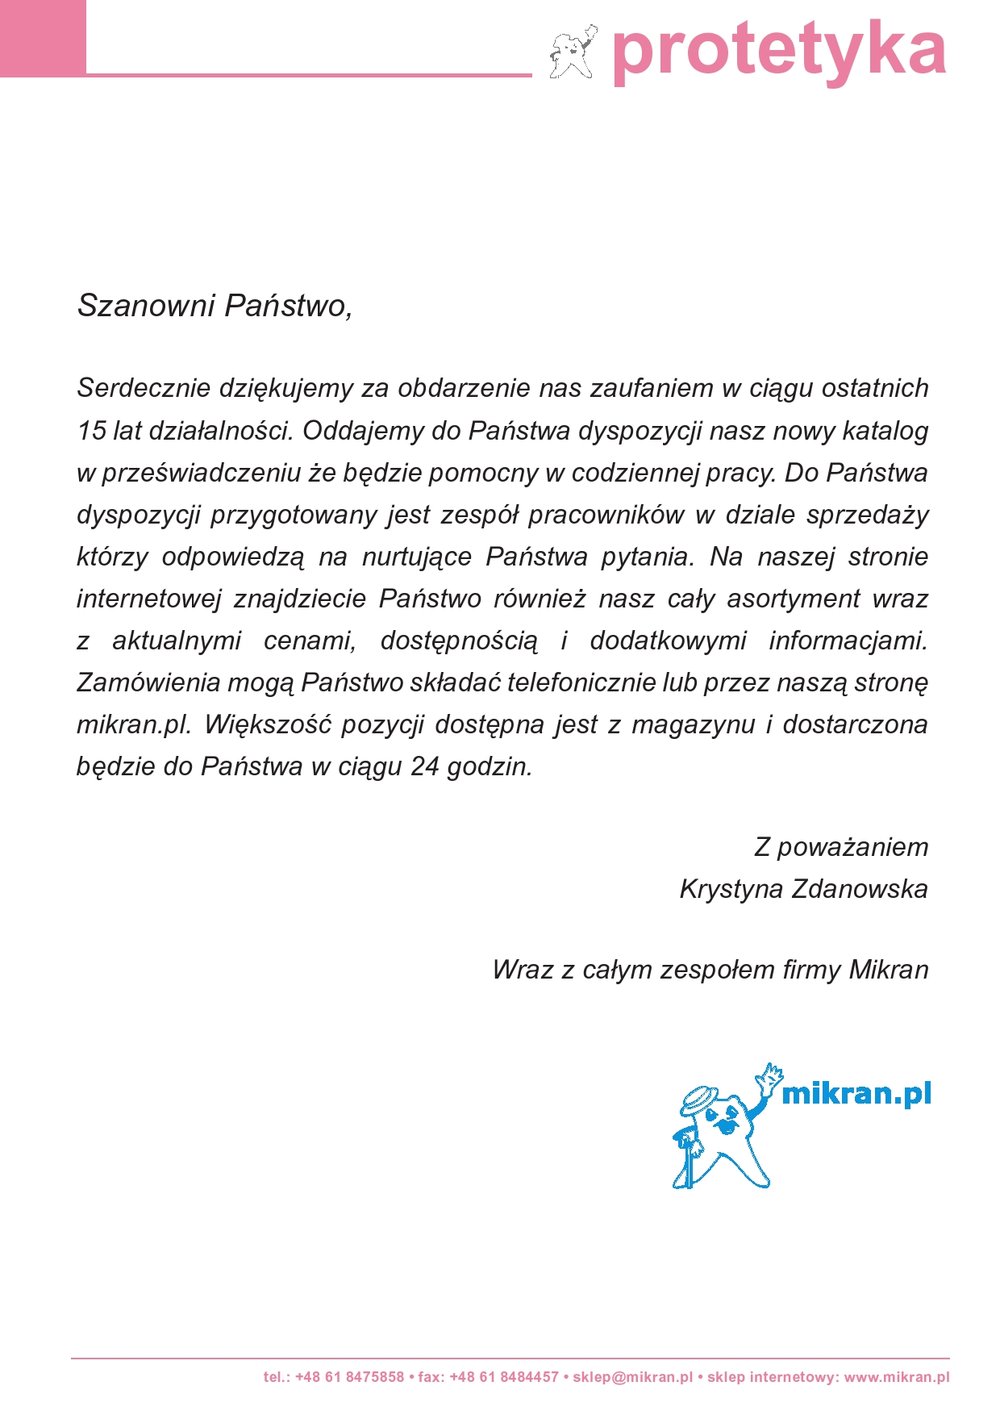 protetyka
Szanowni Państwo,
Serdecznie dziękujemy za obdarzenie nas zaufaniem w ciągu ostatnich
15 lat działalności. Oddajemy do Państwa dyspozycji nasz nowy katalog
w przeświadczeniu że będzie pomocny w codziennej pracy. Do Państwa
dyspozycji przygotowany jest zespół pracowników w dziale sprzedaży
którzy odpowiedzą na nurtujące Państwa pytania. Na naszej stronie
internetowej znajdziecie Państwo również nasz cały asortyment wraz
z aktualnymi cenami, dostępnością i dodatkowymi informacjami.
Zamówienia mogą Państwo składać telefonicznie lub przez naszą stronę
mikran.pl. Większość pozycji dostępna jest z magazynu i dostarczona
będzie do Państwa w ciągu 24 godzin.
Z poważaniem
Krystyna Zdanowska
Wraz z całym zespołem firmy Mikran
mikran.pl
tel.: +48 61 8475858 • fax: +48 61 8484457 • sklep@mikran.pl • sklep internetowy: www.mikran.pl